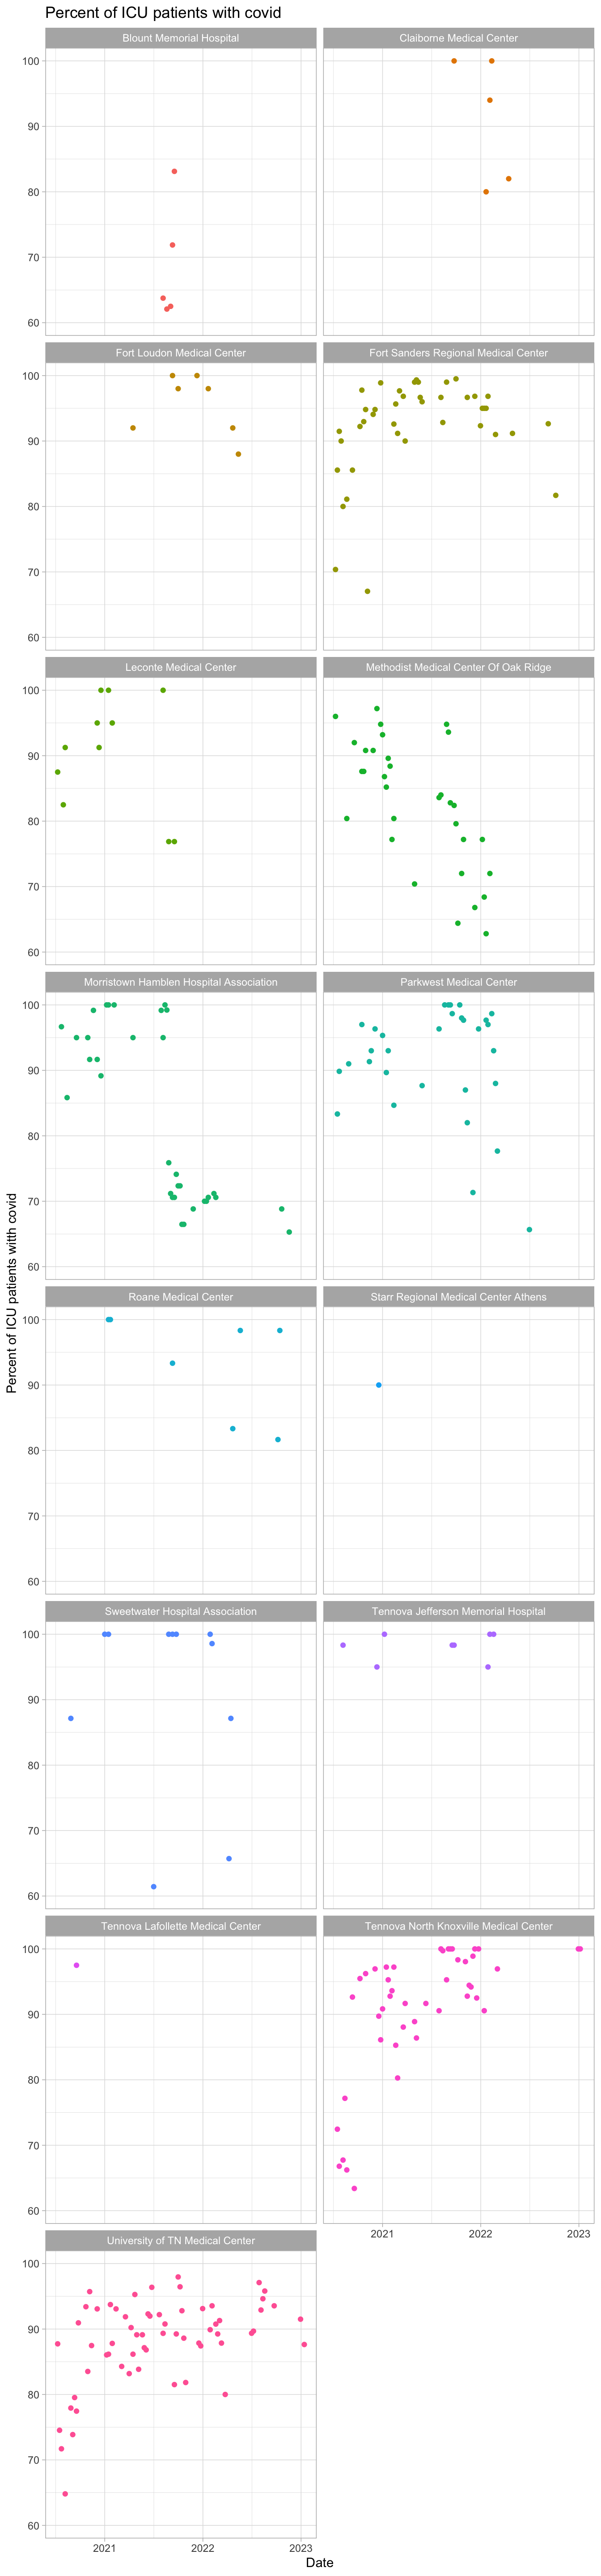 Percent of ICU patients with covid
Blount Memorial Hospital
Claiborne Medical Center
100
90
80
70
60
Fort Loudon Medical Center
Fort Sanders Regional Medical Center
100
90
80
70
60
Leconte Medical Center
Methodist Medical Center Of Oak Ridge
100
90
80
70
60
Morristown Hamblen Hospital Association
Parkwest Medical Center
100
90
80
70
60
Percent of ICU patients witth covid
Roane Medical Center
Starr Regional Medical Center Athens
100
90
80
70
60
Sweetwater Hospital Association
Tennova Jefferson Memorial Hospital
100
90
80
70
60
Tennova Lafollette Medical Center
Tennova North Knoxville Medical Center
100
90
80
70
60
2021
2022
2023
University of TN Medical Center
100
90
80
70
60
2021
2022
2023
Date